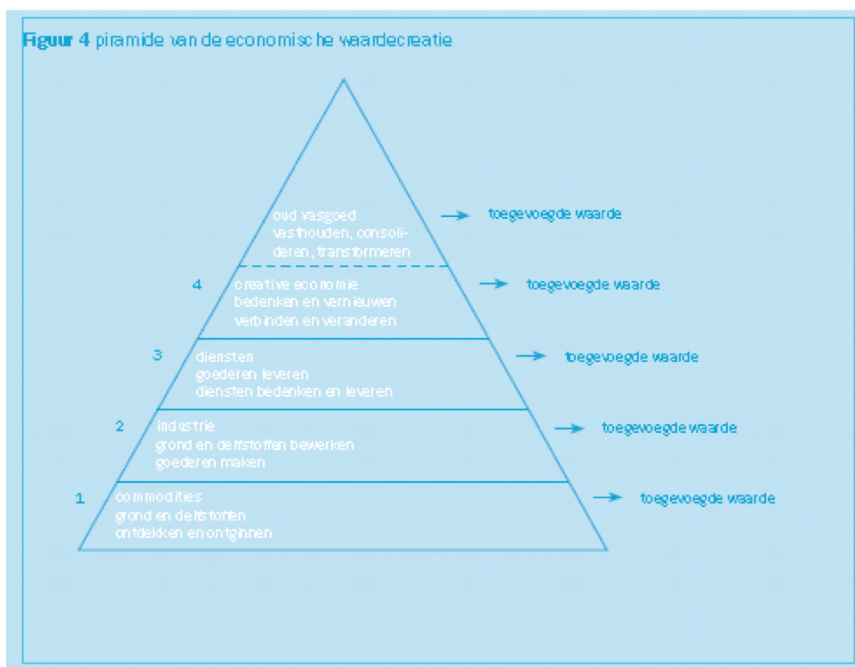 Figuur 4 piramide van de economische waardecreatie
oud vasgoed
vasthouden, consoli-
deren, transformeren
toegevoegde waarde
4
creative economie
bedenken en vernieuwen
verbinden en veranderen
toegevoegde waarde
3
diensten
goederen leveren
diensten bedenken en leveren
toegevoegde waarde
2
industrie
grond en delfstoffen bewerken
goederen maken
toegevoegde waarde
1
commodities
grond en delfstoffen
ontdekken en ontginnen
toegevoegde waarde